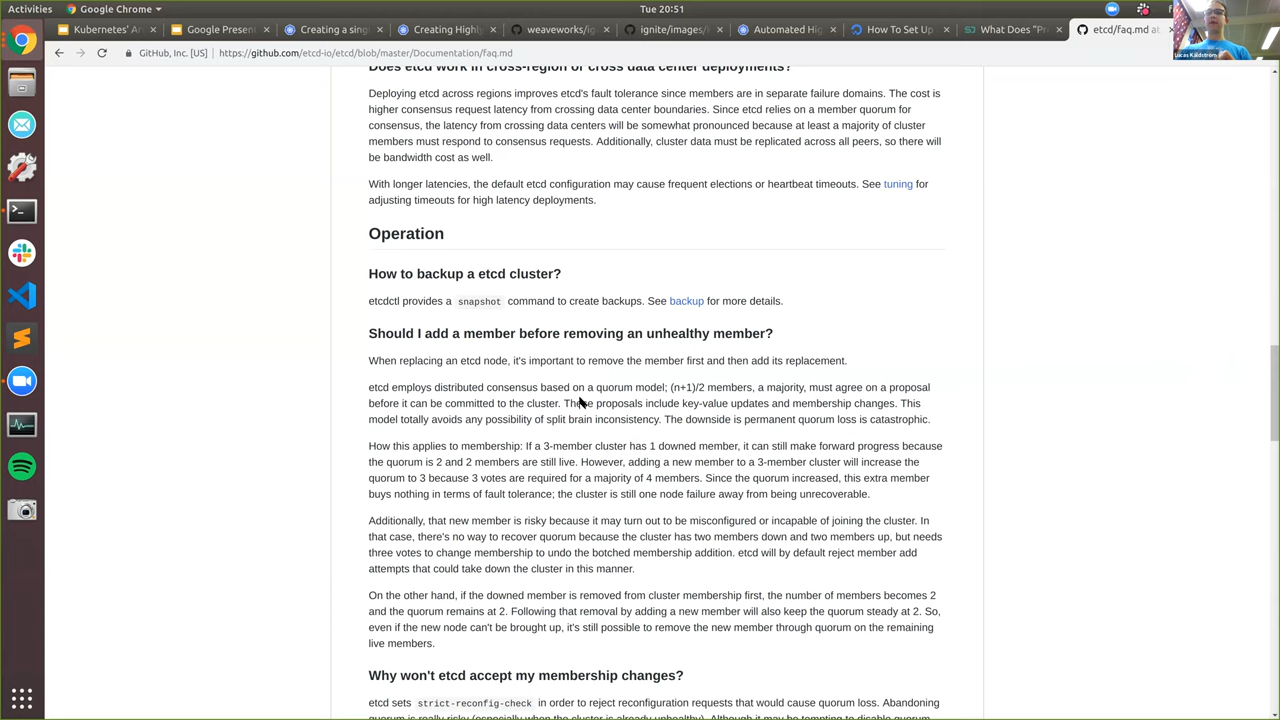 Activities
Google Chrome
Tue 20:51
Kubernetes' A
Google Presen
Creating a sing
Creating Highl
weaveworks/ig
ignite/images/
Automated Hig
How To Set Up
What Does "Pr
etcd/faq.md at
Lucas Käldström
GitHub, Inc. [US]
https://github.com/etcd-io/etcd/blob/master/Documentation/faq.md
Does etcd work in cross-region or cross data center deployments?
Deploying etcd across regions improves etcd's fault tolerance since members are in separate failure domains. The cost is
higher consensus request latency from crossing data center boundaries. Since etcd relies on a member quorum for
consensus, the latency from crossing data centers will be somewhat pronounced because at least a majority of cluster
members must respond to consensus requests. Additionally, cluster data must be replicated across all peers, so there will
be bandwidth cost as well.
With longer latencies, the default etcd configuration may cause frequent elections or heartbeat timeouts. See tuning for
adjusting timeouts for high latency deployments.
Operation
How to backup a etcd cluster?
etcdctl provides a snapshot command to create backups. See backup for more details.
Should I add a member before removing an unhealthy member?
When replacing an etcd node, it's important to remove the member first and then add its replacement.
etcd employs distributed consensus based on a quorum model; (n+1)/2 members, a majority, must agree on a proposal
before it can be committed to the cluster. These proposals include key-value updates and membership changes. This
model totally avoids any possibility of split brain inconsistency. The downside is permanent quorum loss is catastrophic.
How this applies to membership: If a 3-member cluster has 1 downed member, it can still make forward progress because
the quorum is 2 and 2 members are still live. However, adding a new member to a 3-member cluster will increase the
quorum to 3 because 3 votes are required for a majority of 4 members. Since the quorum increased, this extra member
buys nothing in terms of fault tolerance; the cluster is still one node failure away from being unrecoverable.
Additionally, that new member is risky because it may turn out to be misconfigured or incapable of joining the cluster. In
that case, there's no way to recover quorum because the cluster has two members down and two members up, but needs
three votes to change membership to undo the botched membership addition. etcd will by default reject member add
attempts that could take down the cluster in this manner.
On the other hand, if the downed member is removed from cluster membership first, the number of members becomes 2
and the quorum remains at 2. Following that removal by adding a new member will also keep the quorum steady at 2. So,
even if the new node can't be brought up, it's still possible to remove the new member through quorum on the remaining
live members.
Why won't etcd accept my membership changes?
etcd sets strict-reconfig-check in order to reject reconfiguration requests that would cause quorum loss. Abandoning
quorum is really risky (especially when the cluster is already unhealthy). Although it may be tempting to disable quorum